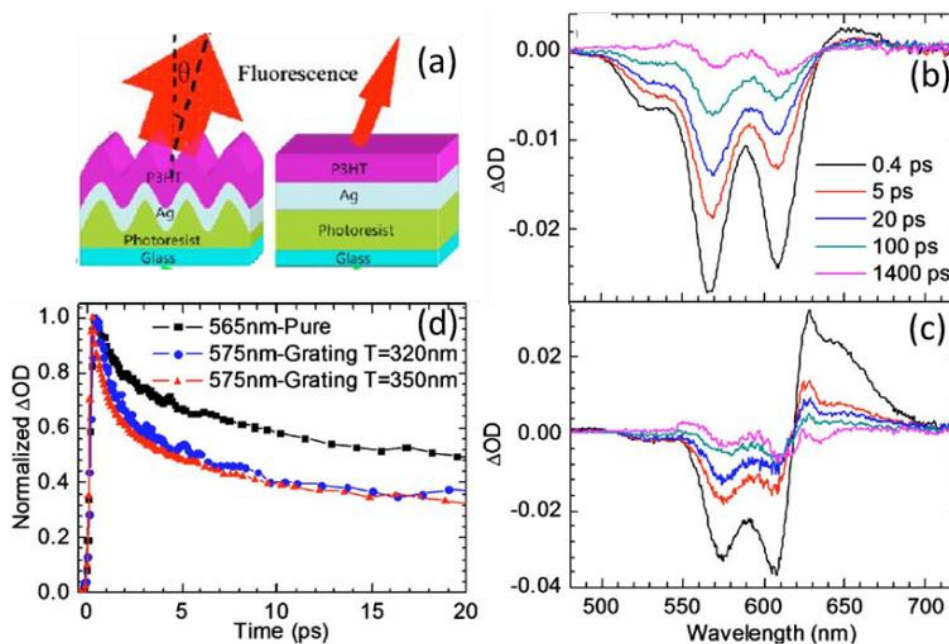 (a)
θ
Fluorescence
P3HT
Ag
Photoresist
Glass
P3HT
Ag
Photoresist
Glass
(b)
0.00
-0.01
-0.02
ΔOD
0.4 ps
5 ps
20 ps
100 ps
1400 ps
(d)
1.0
0.8
0.6
0.4
0.2
0.0
Normalized ΔOD
565nm-Pure
575nm-Grating T=320nm
575nm-Grating T=350nm
0 5 10 15 20
Time (ps)
(c)
0.02
0.00
-0.02
-0.04
ΔOD
500 550 600 650 700
Wavelength (nm)